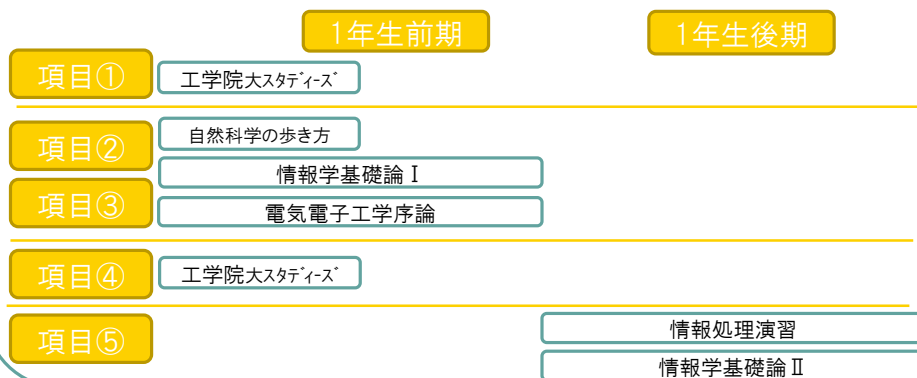 1年生前期
1年生後期
項目①
工学院大ｽﾀﾃﾞｨｰｽﾞ
項目②
自然科学の歩き方
情報学基礎論Ⅰ
項目③
電気電子工学序論
項目④
工学院大ｽﾀﾃﾞｨｰｽﾞ
項目⑤
情報処理演習
情報学基礎論Ⅱ